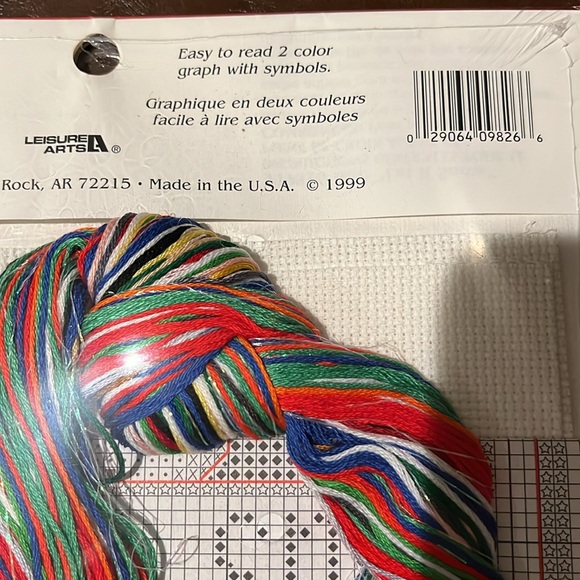 Easy to read 2 color
graph with symbols.
Graphique en deux couleurs
facile à lire avec symboles
LEISURE
ARTS ®
Rock, AR 72215 • Made in the U.S.A. © 1999
0 29064 09826 6